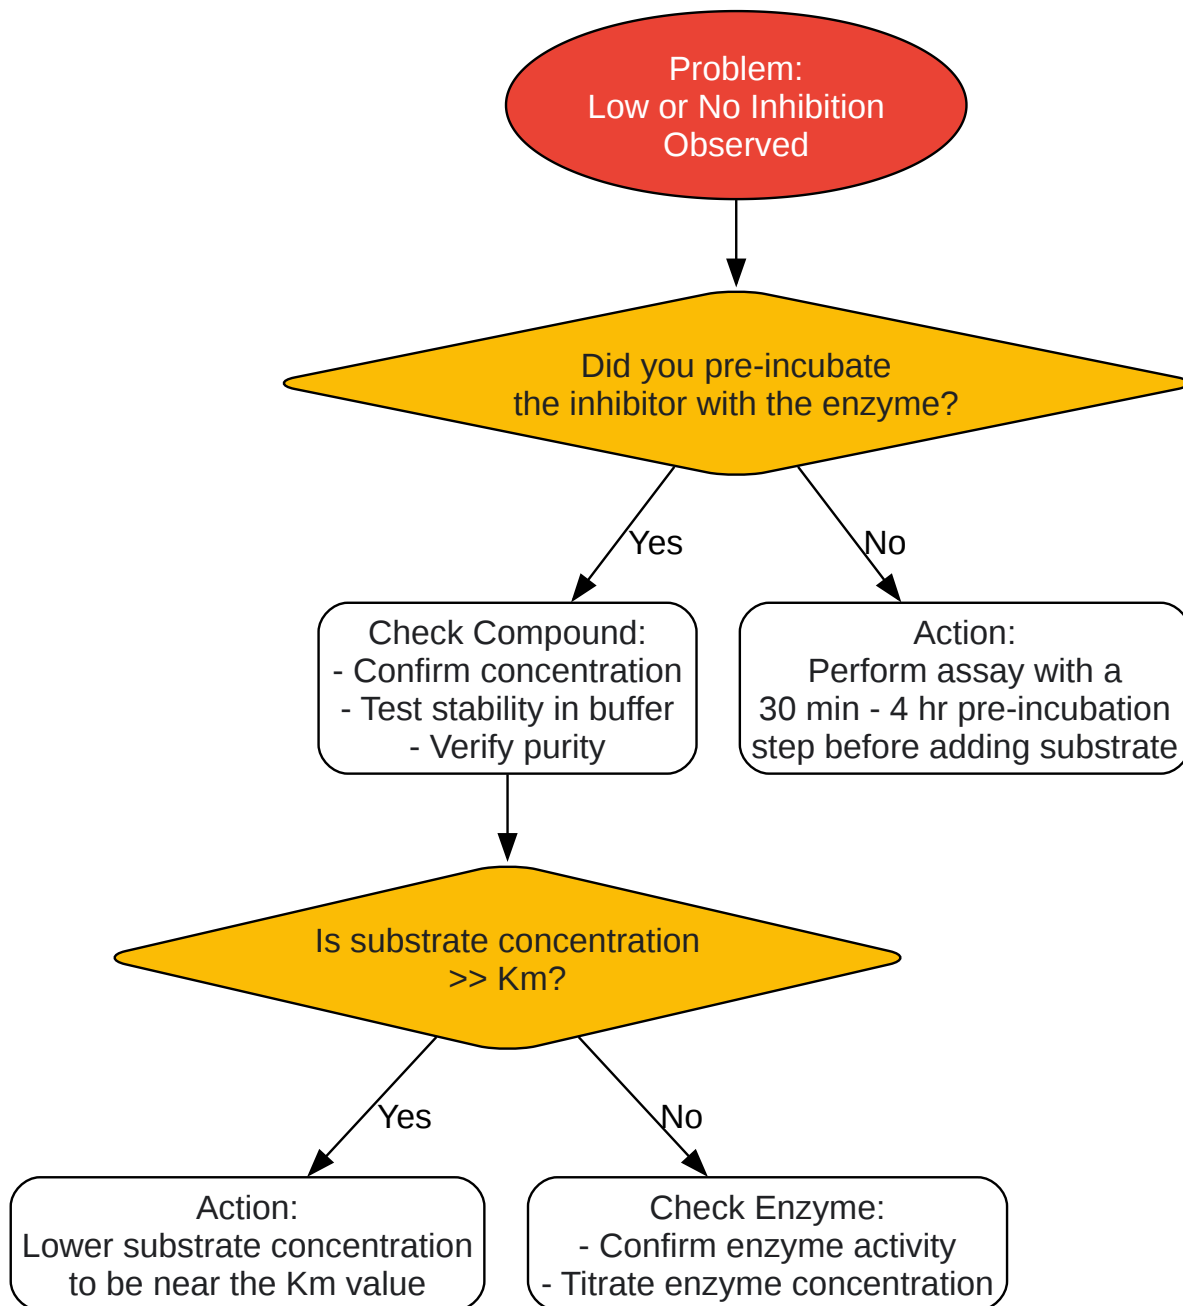 Problem:
Low or No Inhibition
Observed
Did you pre-incubate
the inhibitor with the enzyme?
Yes
No
Check Compound:
- Confirm concentration
- Test stability in buffer
- Verify purity
Action:
Perform assay with a
30 min - 4 hr pre-incubation
step before adding substrate
Is substrate concentration
>> Km?
Yes
No
Action:
Lower substrate concentration
to be near the Km value
Check Enzyme:
- Confirm enzyme activity
- Titrate enzyme concentration